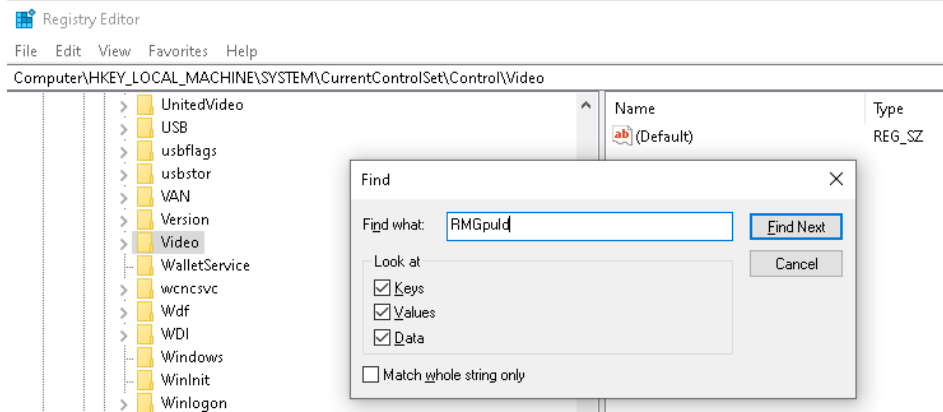 Registry Editor
File Edit View Favorites Help
Computer\HKEY_LOCAL_MACHINE\SYSTEM\CurrentControlSet\Control\Video
UnitedVideo
USB
usbflags
usbstor
VAN
Version
Video
WalletService
wcncsvc
Wdf
WDI
Windows
WinInit
Winlogon
Name Type
ab (Default) REG_SZ
Find
Find what: RMGpuId Find Next
Look at Cancel
Keys
Values
Data
Match whole string only